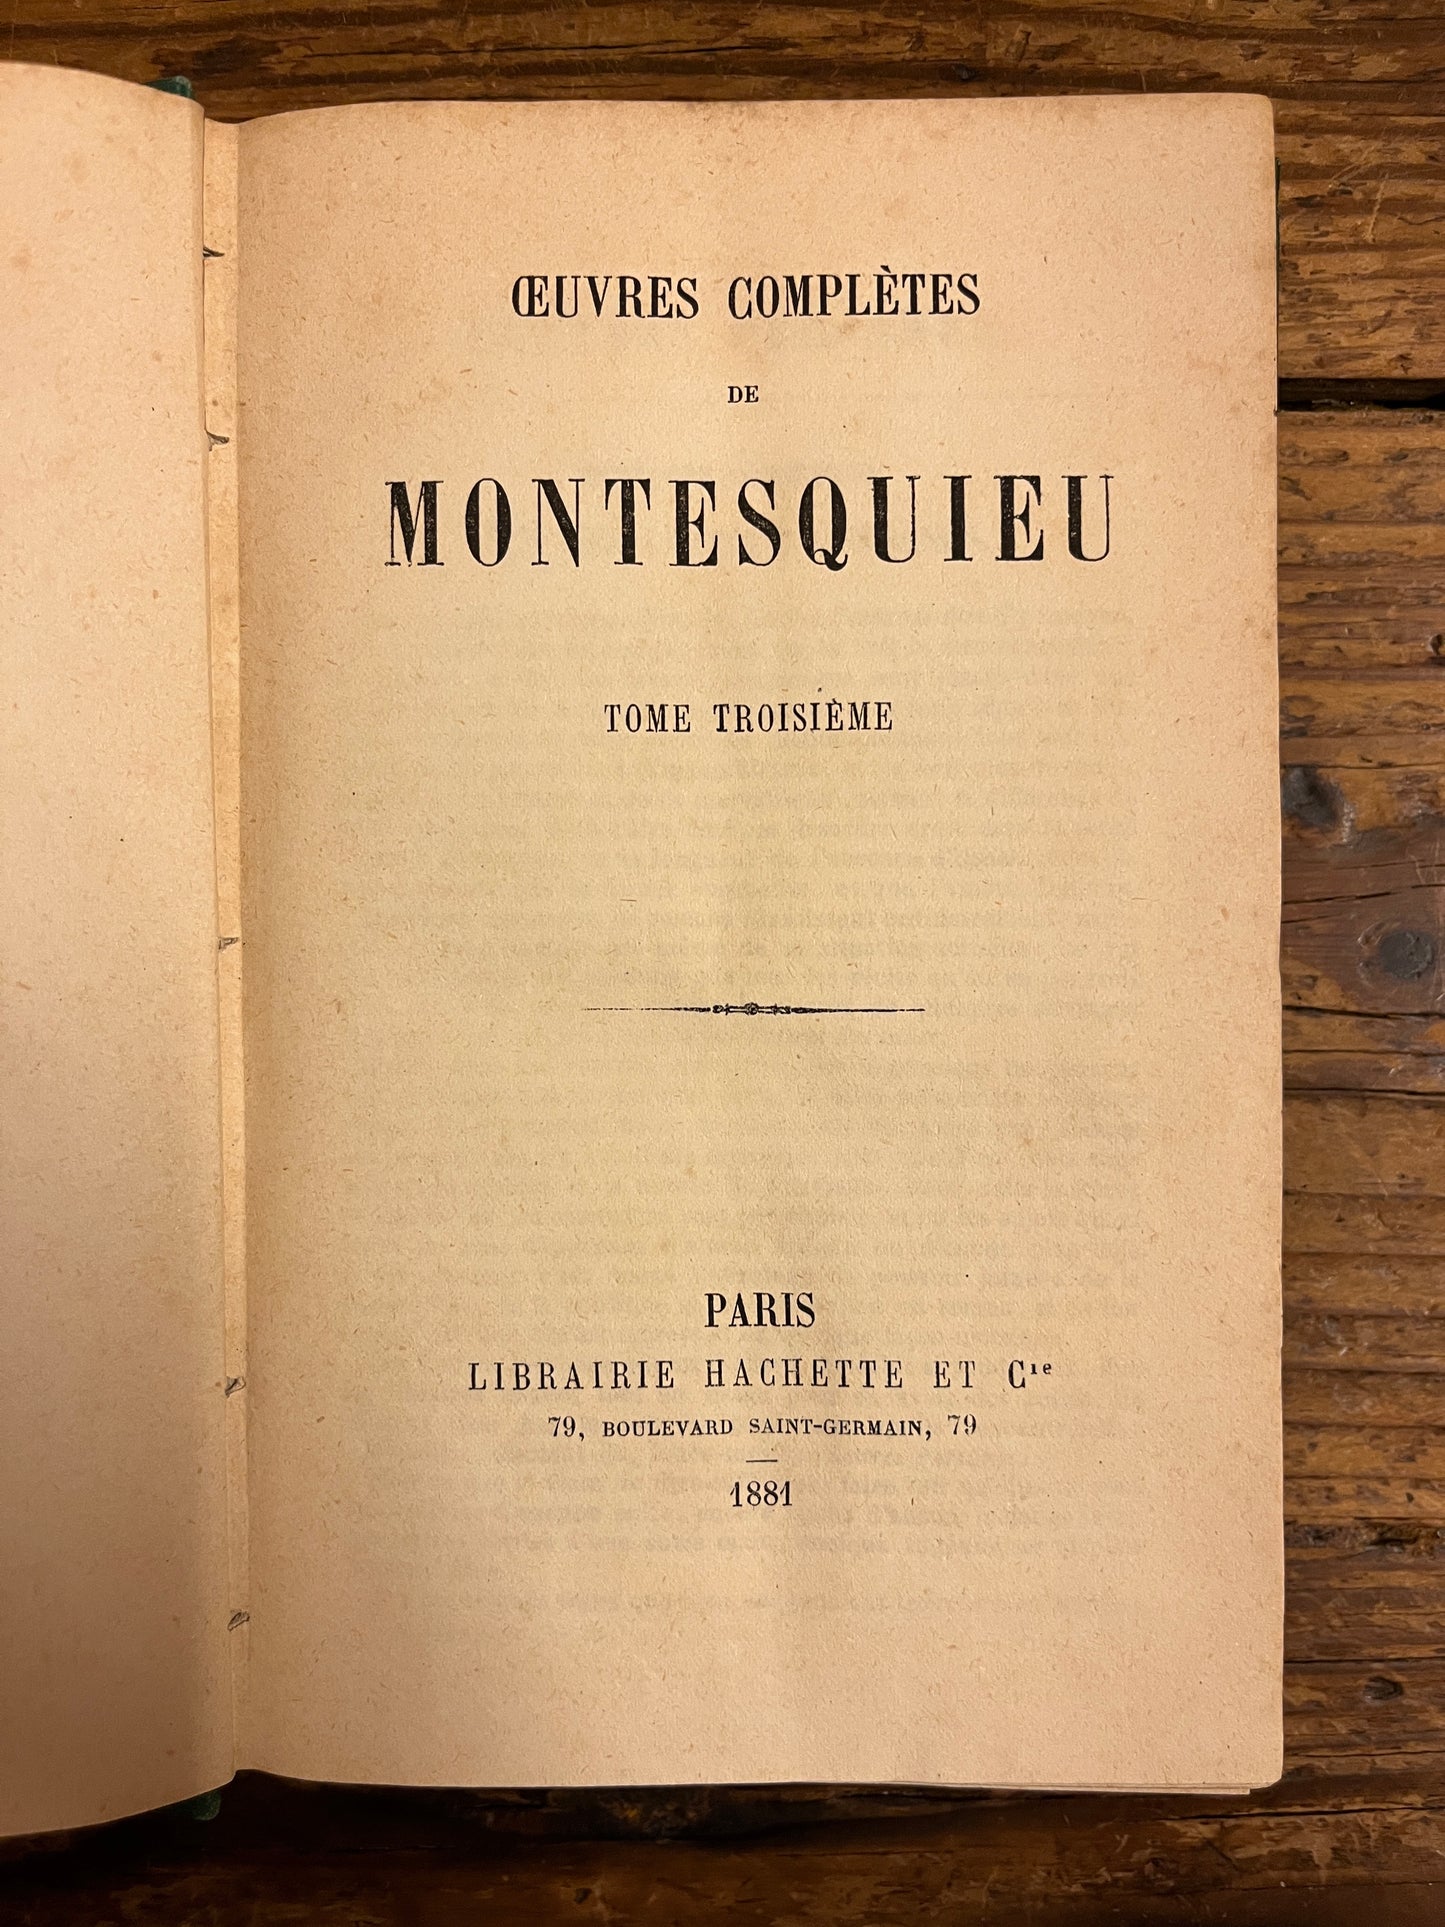 ŒUVRES COMPLÈTES
DE
MONTESQUIEU
TOME TROISIÈME
PARIS
LIBRAIRIE HACHETTE ET Cie
79, BOULEVARD SAINT-GERMAIN, 79
1881